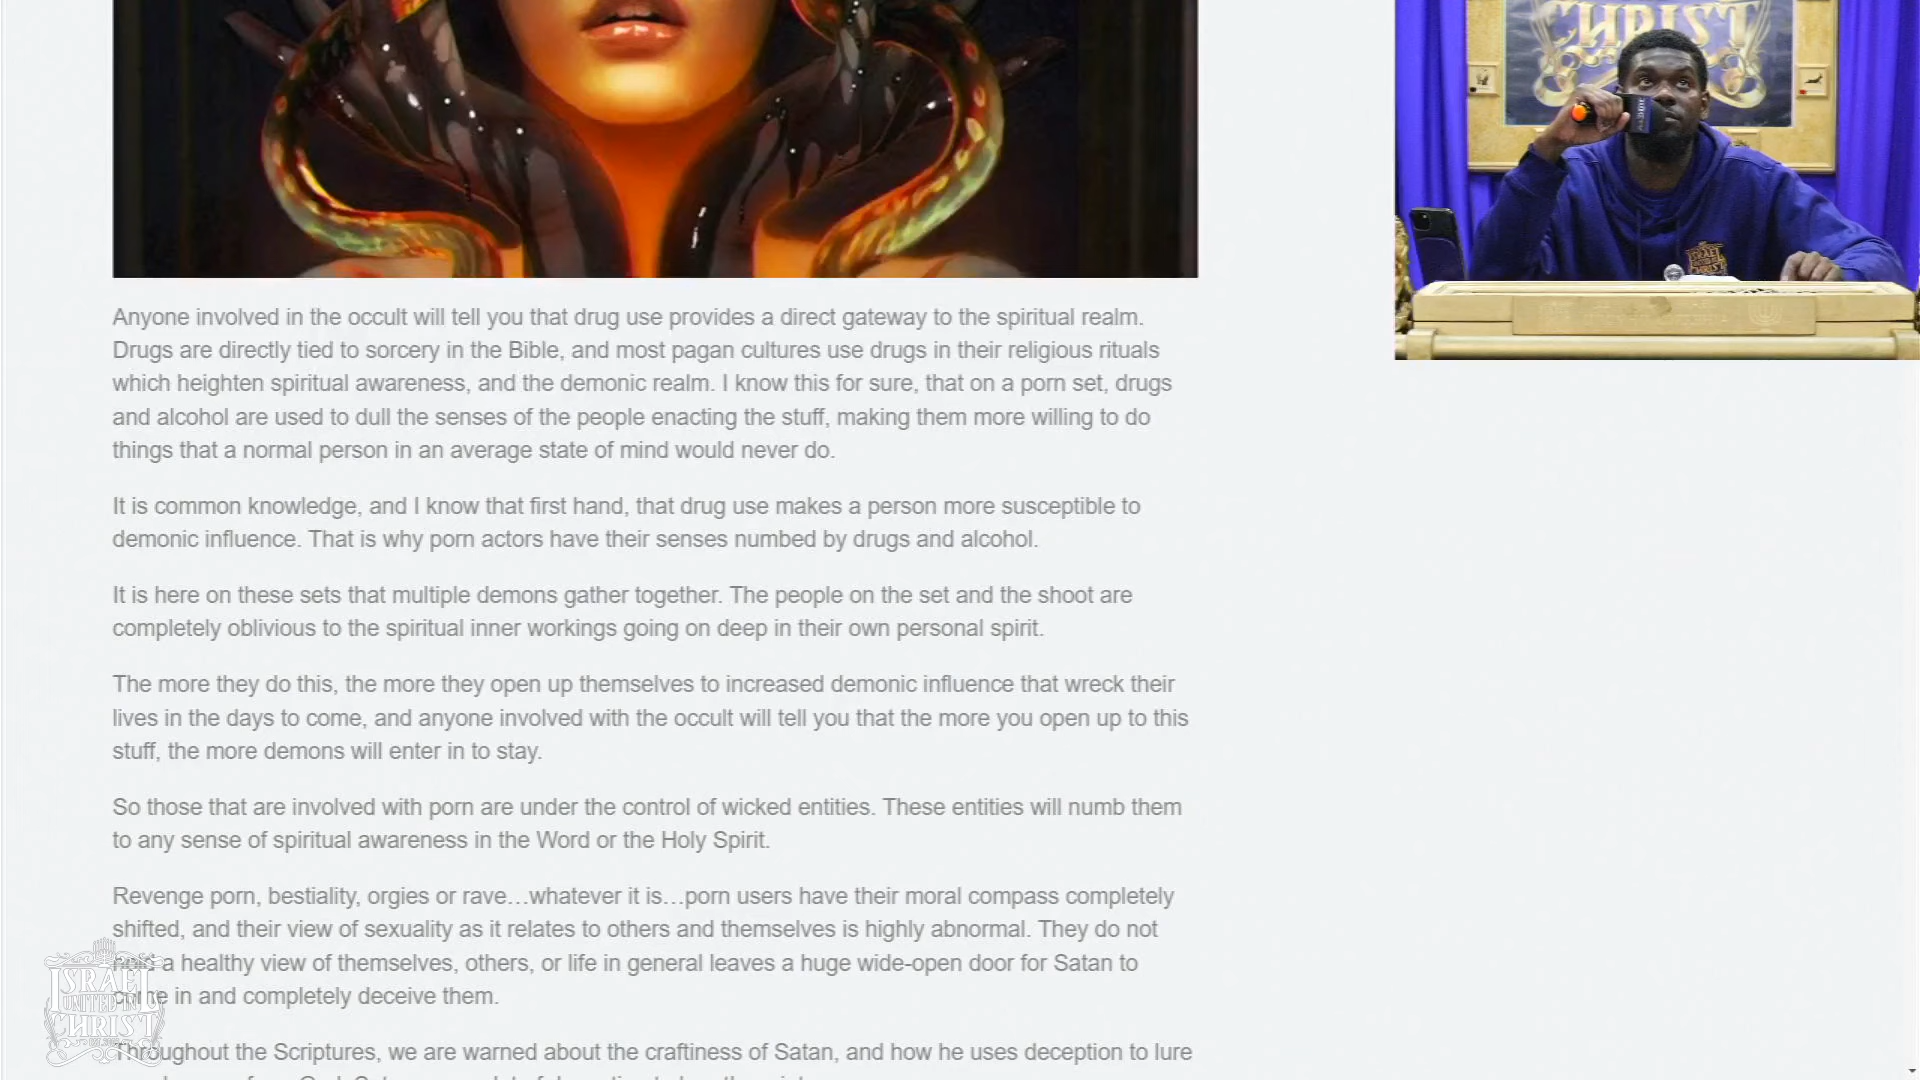 CHRIST
ISRAEL
UNITED IN
CHRIST
Anyone involved in the occult will tell you that drug use provides a direct gateway to the spiritual realm.
Drugs are directly tied to sorcery in the Bible, and most pagan cultures use drugs in their religious rituals
which heighten spiritual awareness, and the demonic realm. I know this for sure, that on a porn set, drugs
and alcohol are used to dull the senses of the people enacting the stuff, making them more willing to do
things that a normal person in an average state of mind would never do.
It is common knowledge, and I know that first hand, that drug use makes a person more susceptible to
demonic influence. That is why porn actors have their senses numbed by drugs and alcohol.
It is here on these sets that multiple demons gather together. The people on the set and the shoot are
completely oblivious to the spiritual inner workings going on deep in their own personal spirit.
The more they do this, the more they open up themselves to increased demonic influence that wreck their
lives in the days to come, and anyone involved with the occult will tell you that the more you open up to this
stuff, the more demons will enter in to stay.
So those that are involved with porn are under the control of wicked entities. These entities will numb them
to any sense of spiritual awareness in the Word or the Holy Spirit.
Revenge porn, bestiality, orgies or rave…whatever it is…porn users have their moral compass completely
shifted, and their view of sexuality as it relates to others and themselves is highly abnormal. They do not
a healthy view of themselves, others, or life in general leaves a huge wide-open door for Satan to
come in and completely deceive them.
Throughout the Scriptures, we are warned about the craftiness of Satan, and how he uses deception to lure
ISRAEL
UNITED IN
CHRIST